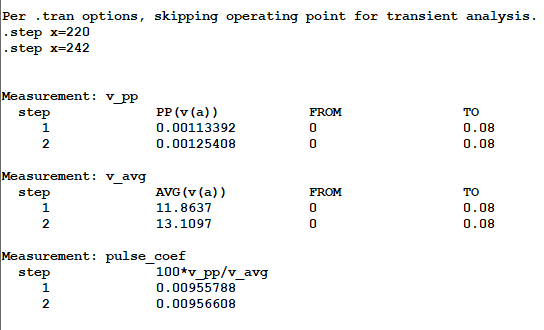 Per .tran options, skipping operating point for transient analysis.
.step x=220
.step x=242
Measurement: v_pp
step PP(v(a)) FROM TO
1 0.00113392 0 0.08
2 0.00125408 0 0.08
Measurement: v_avg
step AVG(v(a)) FROM TO
1 11.8637 0 0.08
2 13.1097 0 0.08
Measurement: pulse_coef
step 100*v_pp/v_avg
1 0.00955788
2 0.00956608